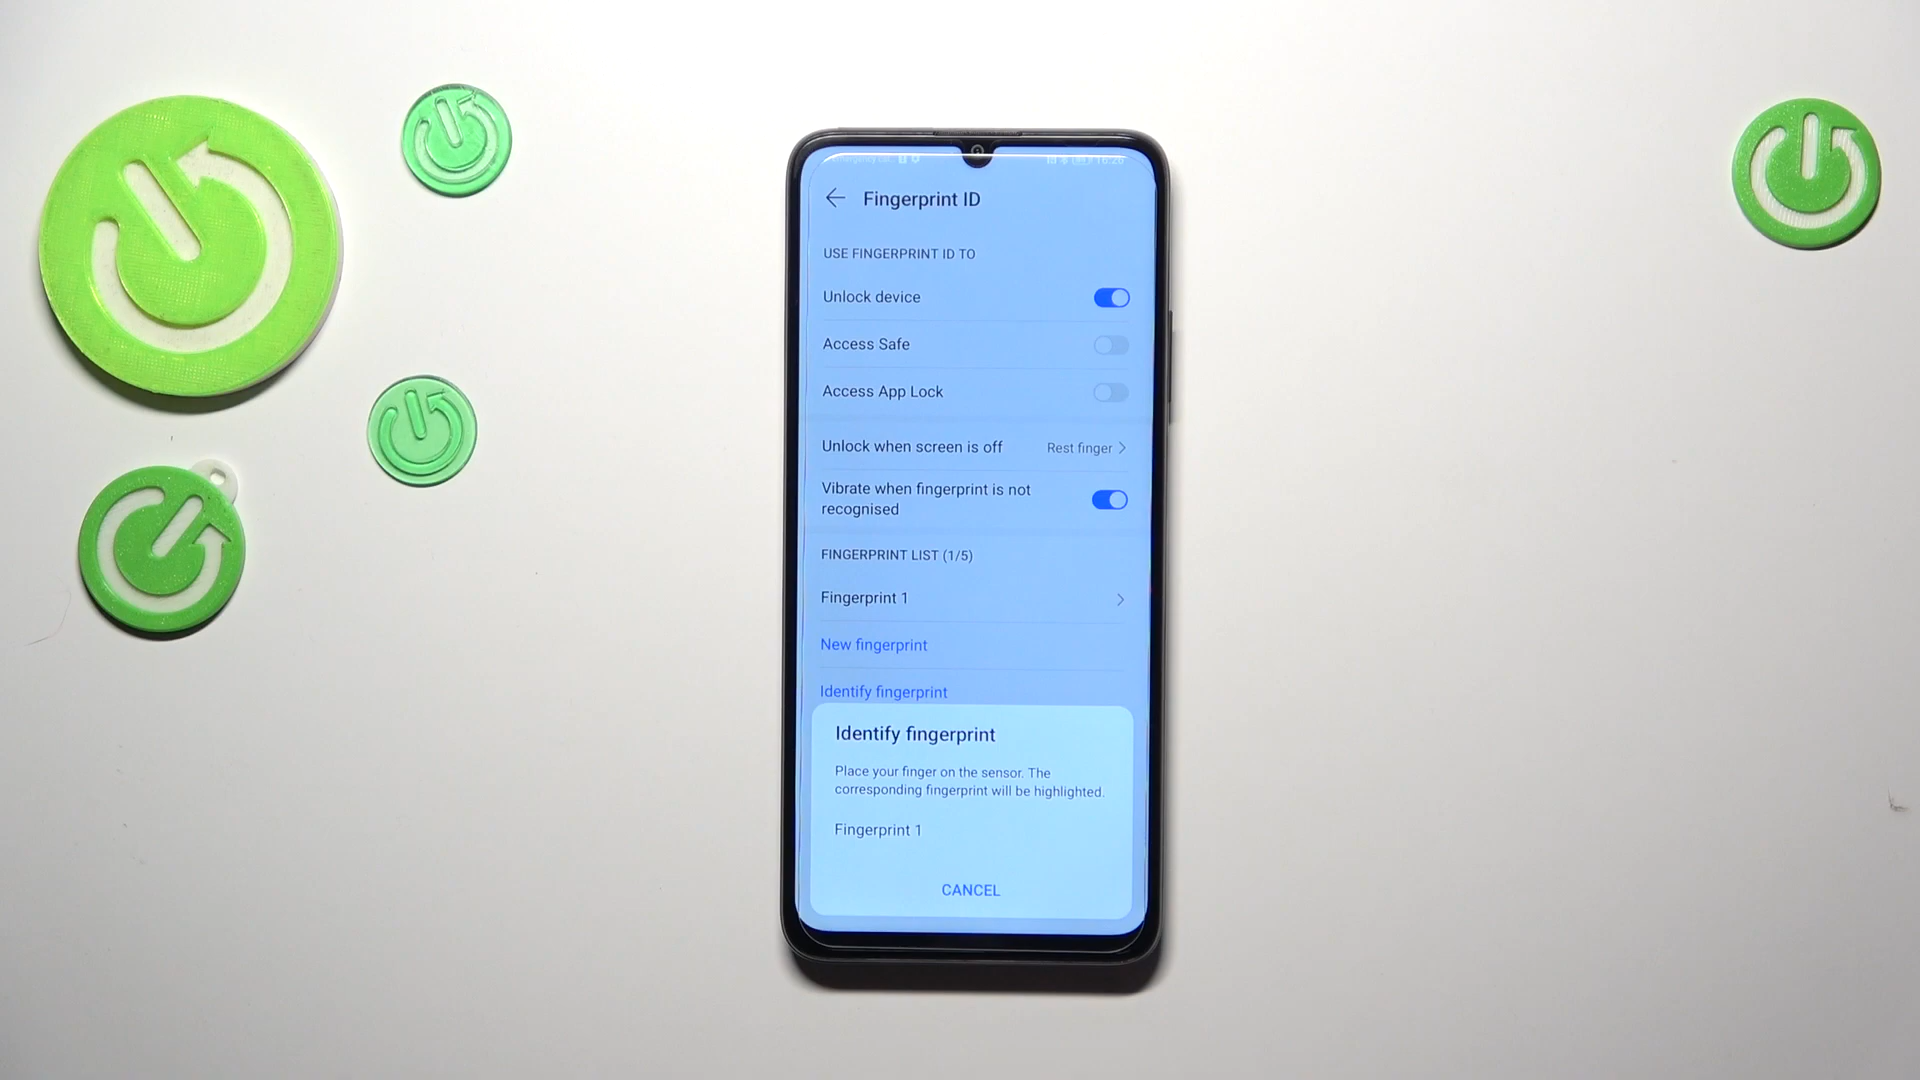 16:26
Fingerprint ID
USE FINGERPRINT ID TO
Unlock device
Access Safe
Access App Lock
Unlock when screen is off Rest finger
Vibrate when fingerprint is not
recognised
FINGERPRINT LIST (1/5)
Fingerprint 1
New fingerprint
Identify fingerprint
Identify fingerprint
Place your finger on the sensor. The
corresponding fingerprint will be highlighted.
Fingerprint 1
CANCEL